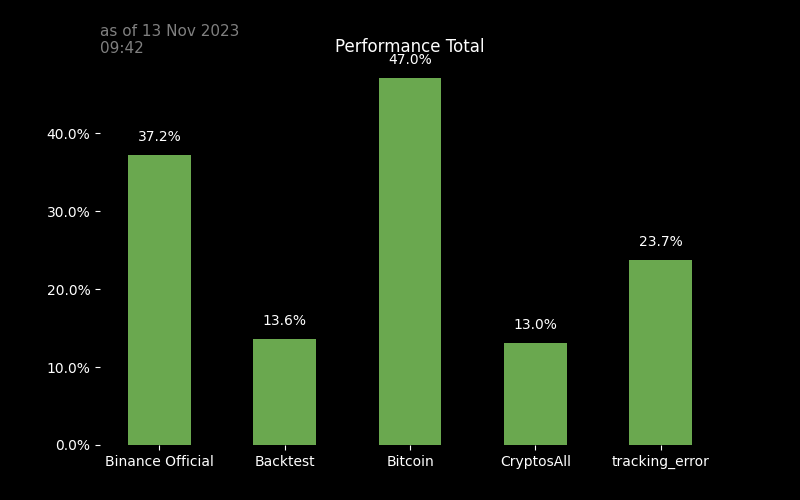 as of 13 Nov 2023
09:42
Performance Total
47.0%
37.2%
13.6%
13.0%
23.7%
40.0%
30.0%
20.0%
10.0%
0.0%
Binance Official
Backtest
Bitcoin
CryptosAll
tracking_error